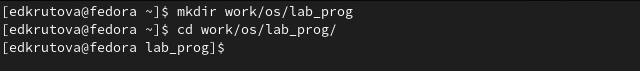 [edkrutova@fedora ~]$ mkdir work/os/lab_prog
[edkrutova@fedora ~]$ cd work/os/lab_prog/
[edkrutova@fedora lab_prog]$